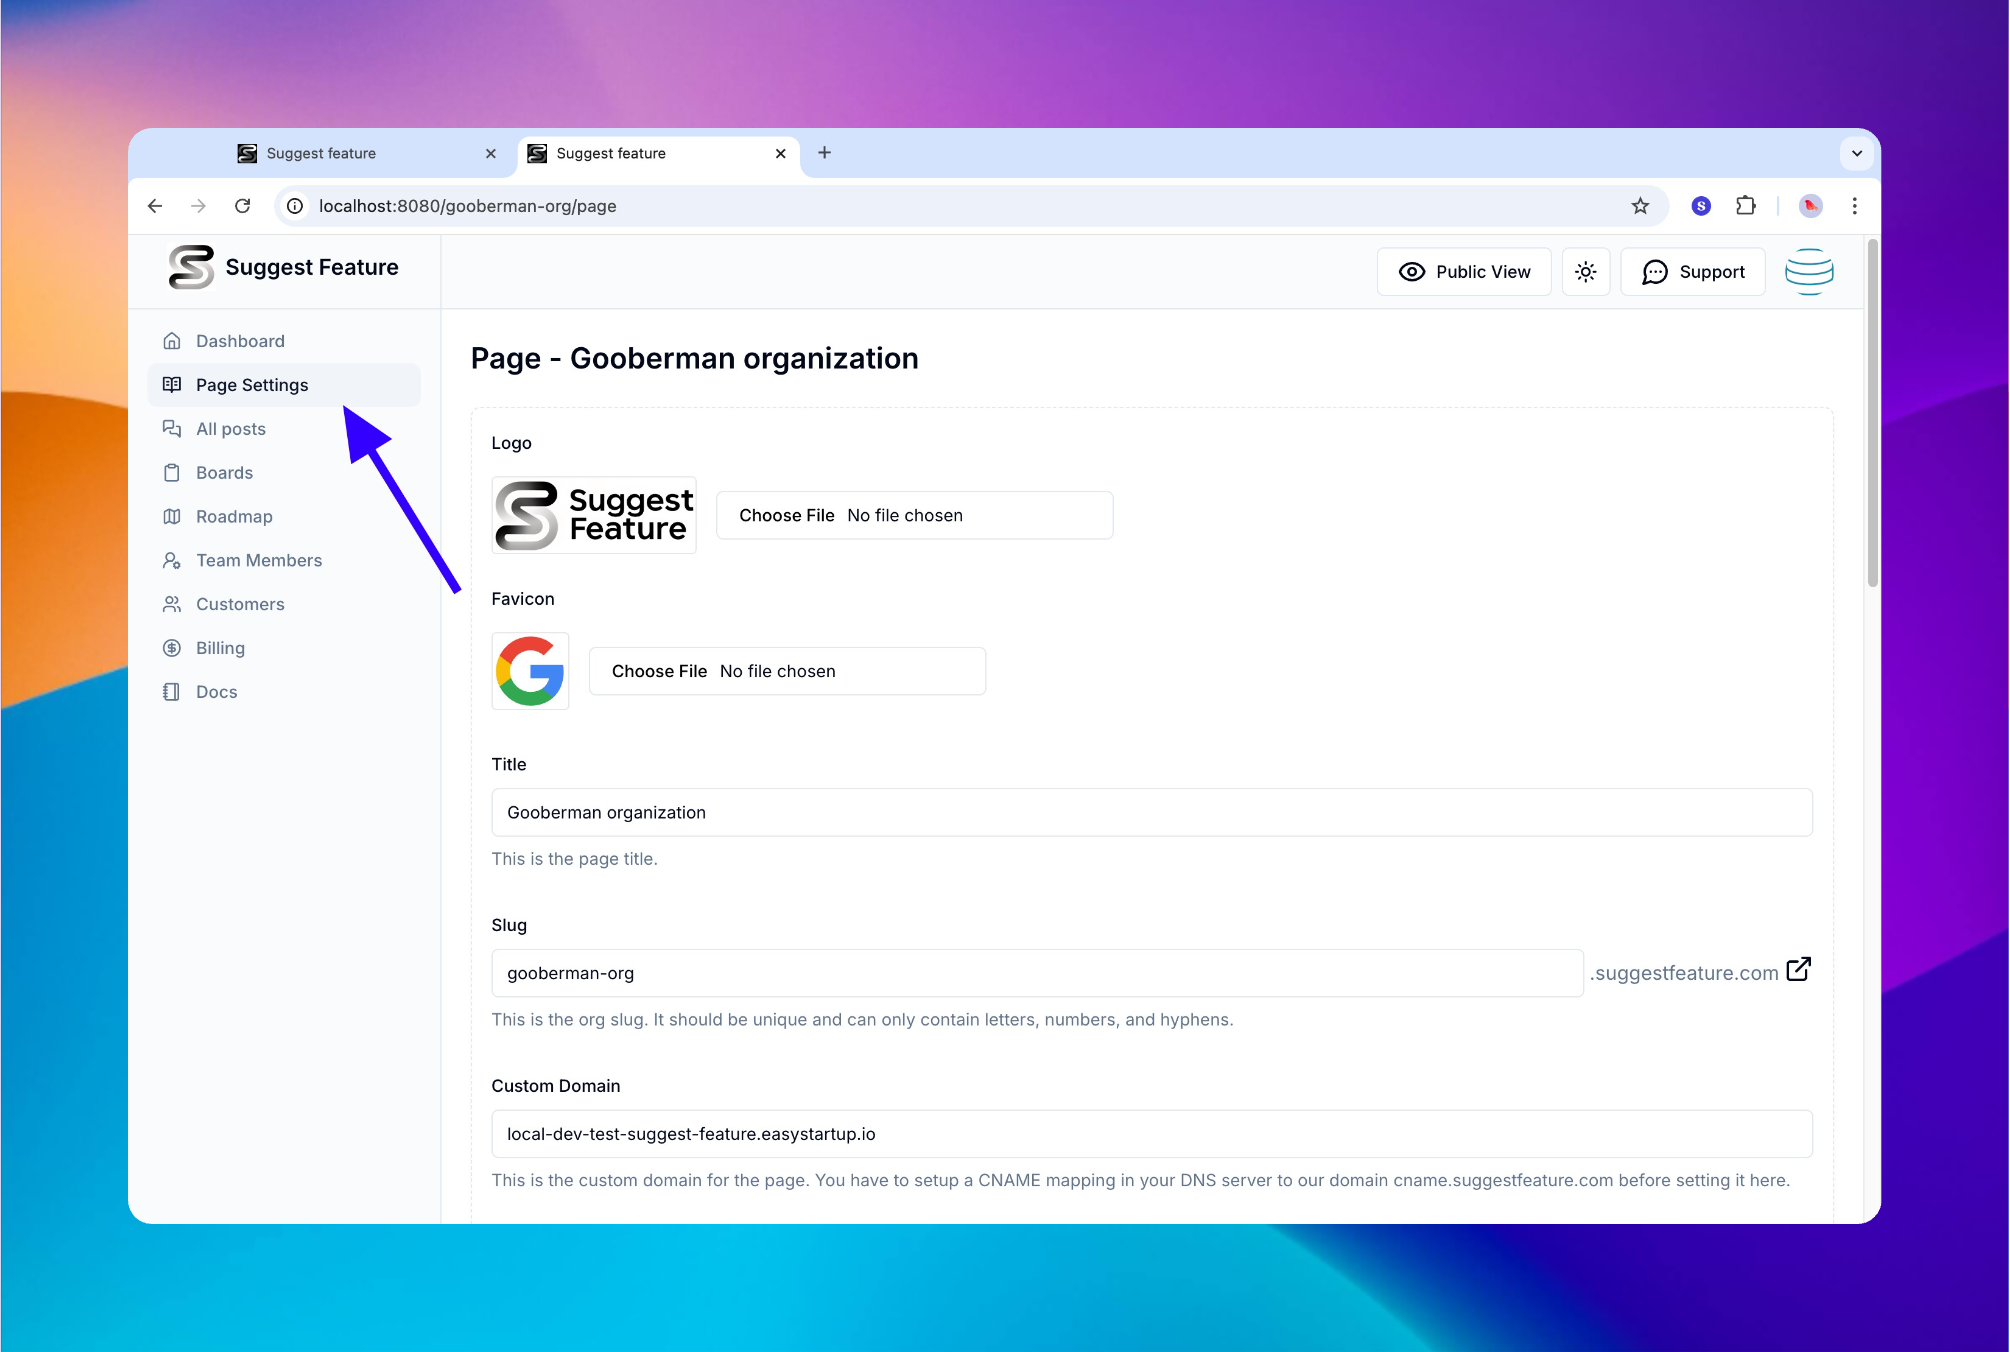 Suggest feature
Suggest feature
localhost:8080/gooberman-org/page
S
Suggest Feature
Public View
Support
Dashboard
Page Settings
All posts
Boards
Roadmap
Team Members
Customers
Billing
Docs
Page - Gooberman organization
Logo
Suggest
Feature
Choose File No file chosen
Favicon
Choose File No file chosen
Title
Gooberman organization
This is the page title.
Slug
gooberman-org
.suggestfeature.com
This is the org slug. It should be unique and can only contain letters, numbers, and hyphens.
Custom Domain
local-dev-test-suggest-feature.easystartup.io
This is the custom domain for the page. You have to setup a CNAME mapping in your DNS server to our domain cname.suggestfeature.com before setting it here.